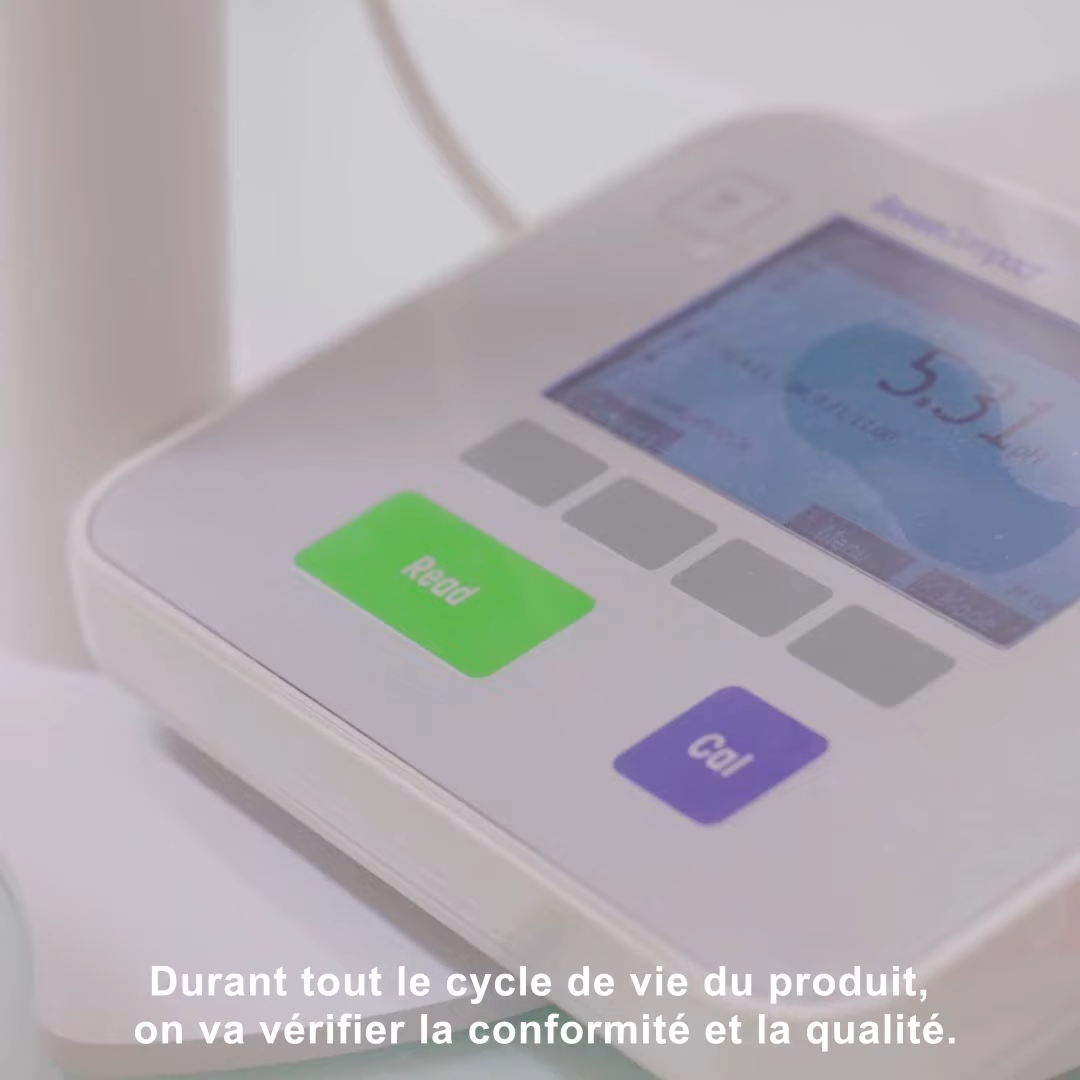 5.31
pH
Menu
Mode
Read
Cal
Durant tout le cycle de vie du produit,
on va vérifier la conformité et la qualité.